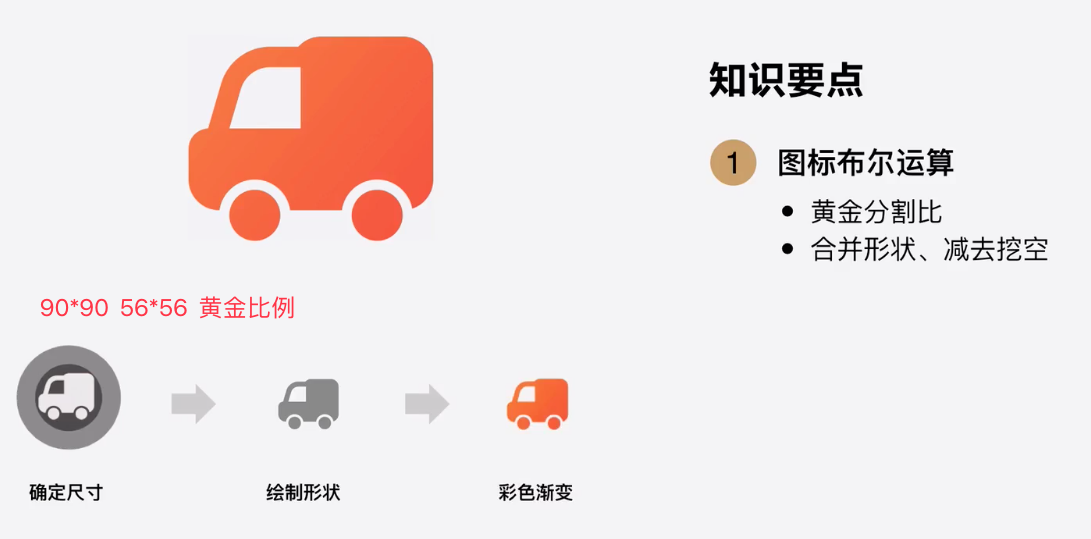 知识要点
1 图标布尔运算
• 黄金分割比
• 合并形状、减去挖空
90*90 56*56 黄金比例
确定尺寸
绘制形状
彩色渐变